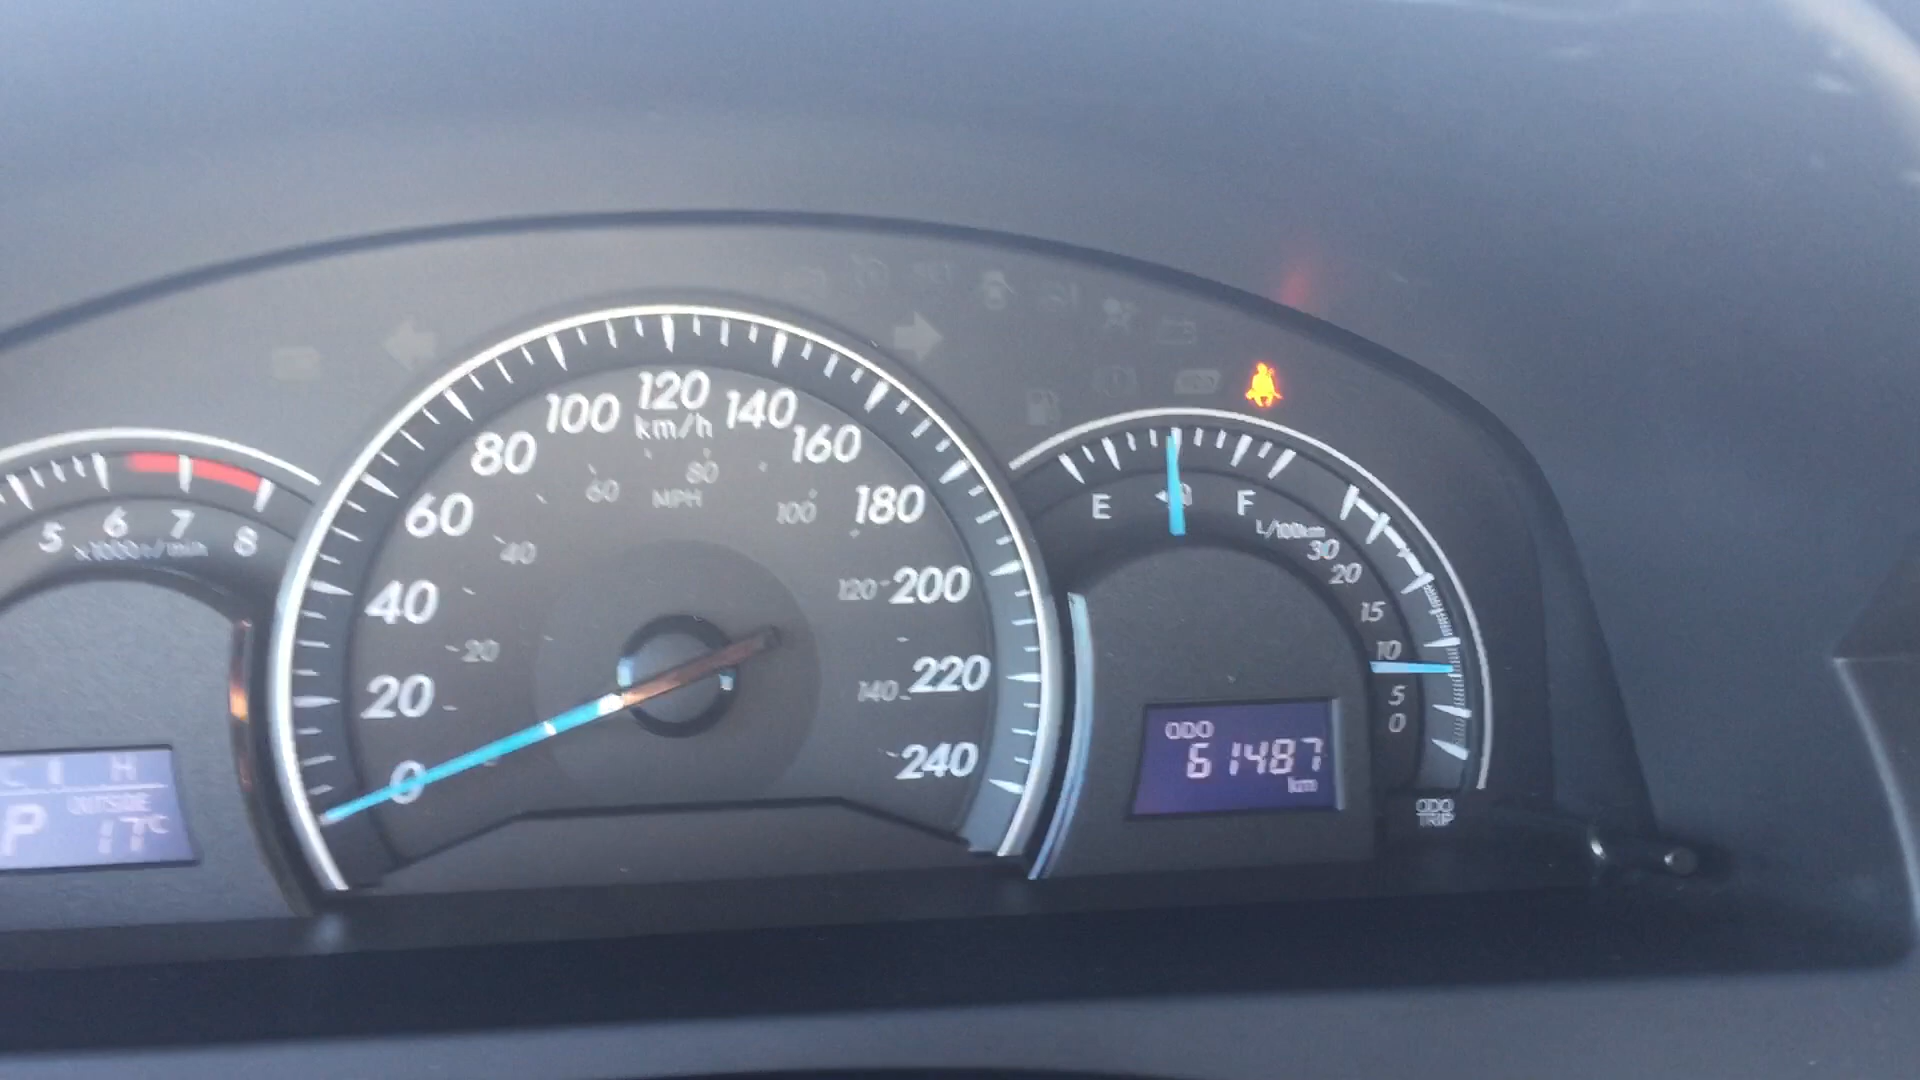 5 6 7 8
x1000r/min
C H
OUTSIDE
P 17°C
0 20 40 60 80 100 120 140 160 180 200 220 240
km/h
20 40 60 80 100 120 140
MPH
E F
L/100km
30
20
15
10
5
0
ODO
61487
km
ODO
TRIP